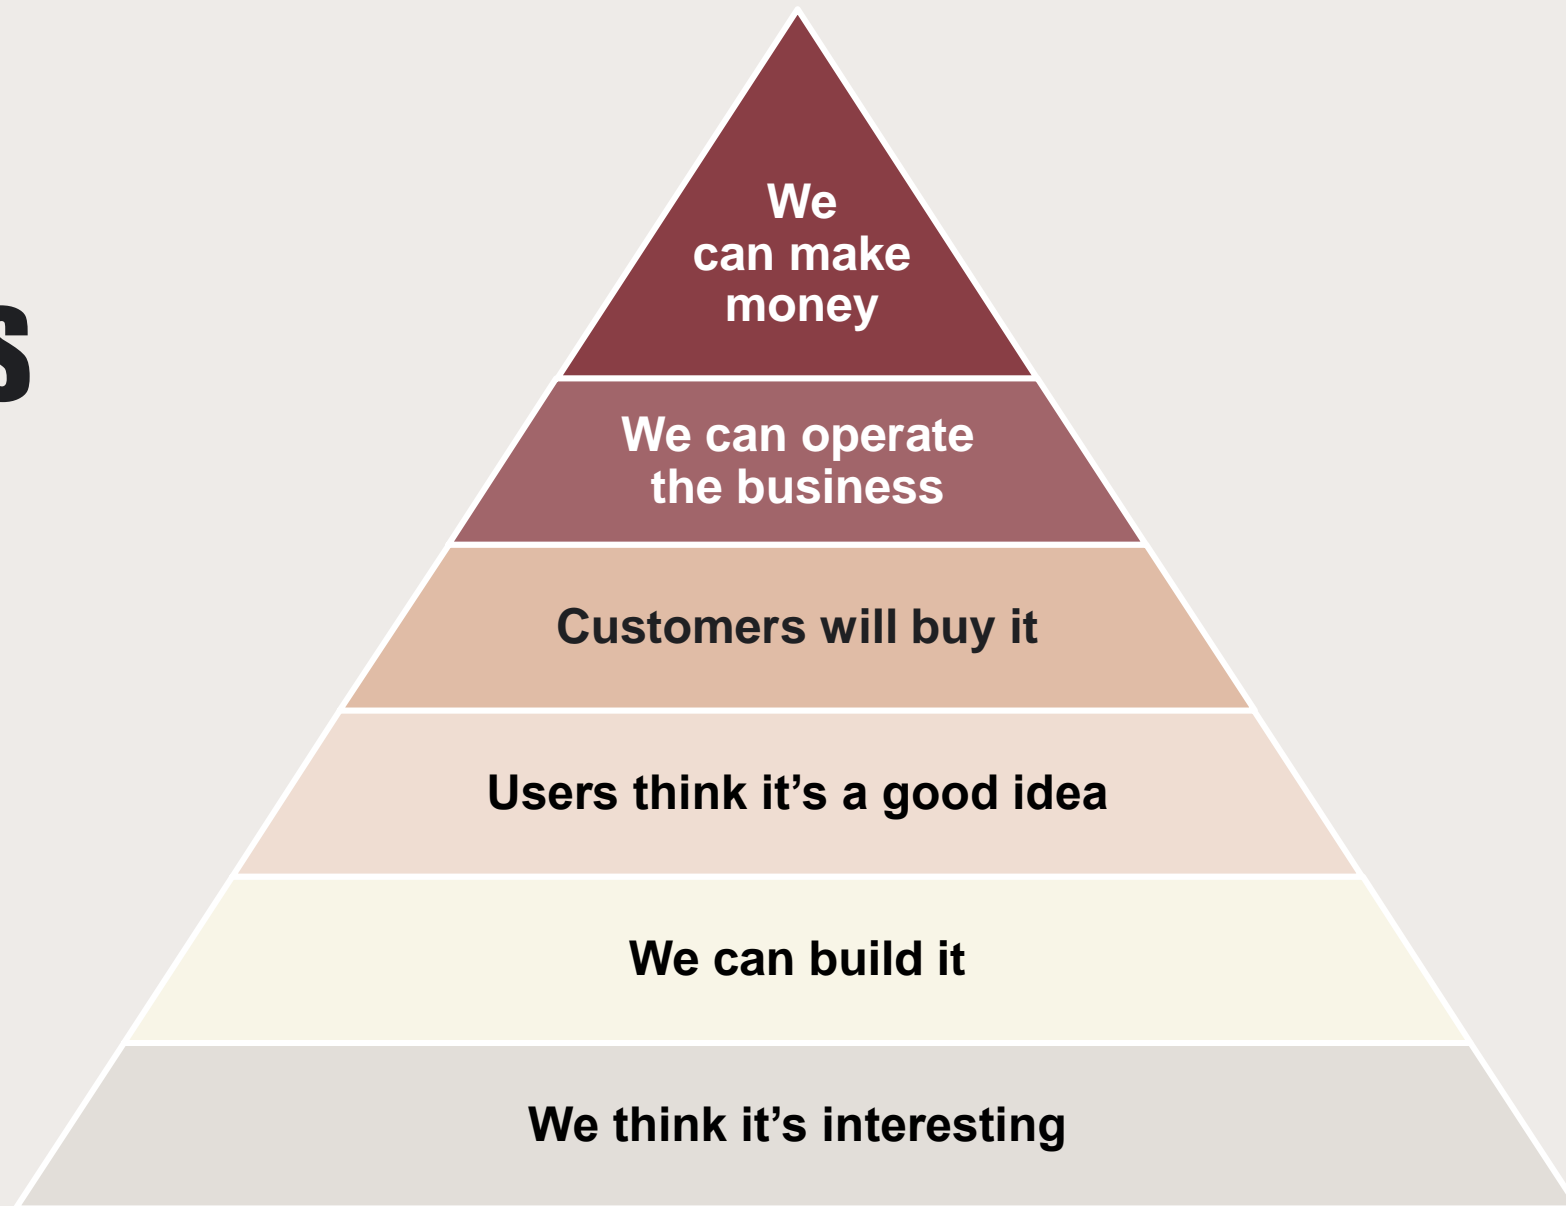 We
can make
money
We can operate
the business
Customers will buy it
Users think it’s a good idea
We can build it
We think it’s interesting